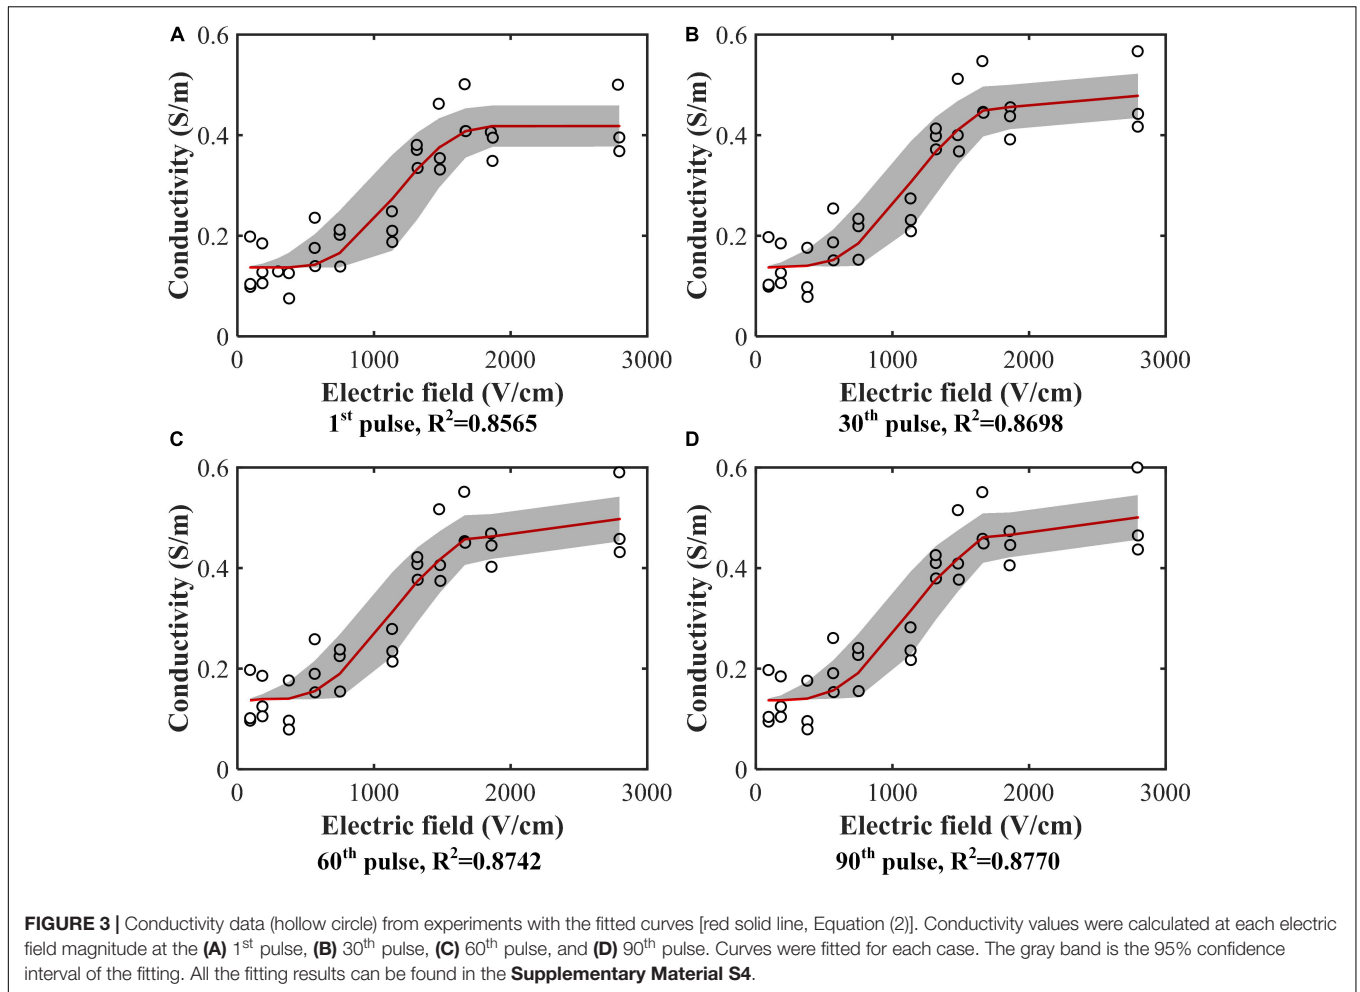 A
0.6
0.4
0.2
0
Conductivity (S/m)
0 1000 2000 3000
Electric field (V/cm)
1st pulse, R2=0.8565
B
0.6
0.4
0.2
0
Conductivity (S/m)
0 1000 2000 3000
Electric field (V/cm)
30th pulse, R2=0.8698
C
0.6
0.4
0.2
0
Conductivity (S/m)
0 1000 2000 3000
Electric field (V/cm)
60th pulse, R2=0.8742
D
0.6
0.4
0.2
0
Conductivity (S/m)
0 1000 2000 3000
Electric field (V/cm)
90th pulse, R2=0.8770
FIGURE 3 | Conductivity data (hollow circle) from experiments with the fitted curves [red solid line, Equation (2)]. Conductivity values were calculated at each electric
field magnitude at the (A) 1st pulse, (B) 30th pulse, (C) 60th pulse, and (D) 90th pulse. Curves were fitted for each case. The gray band is the 95% confidence
interval of the fitting. All the fitting results can be found in the Supplementary Material S4.